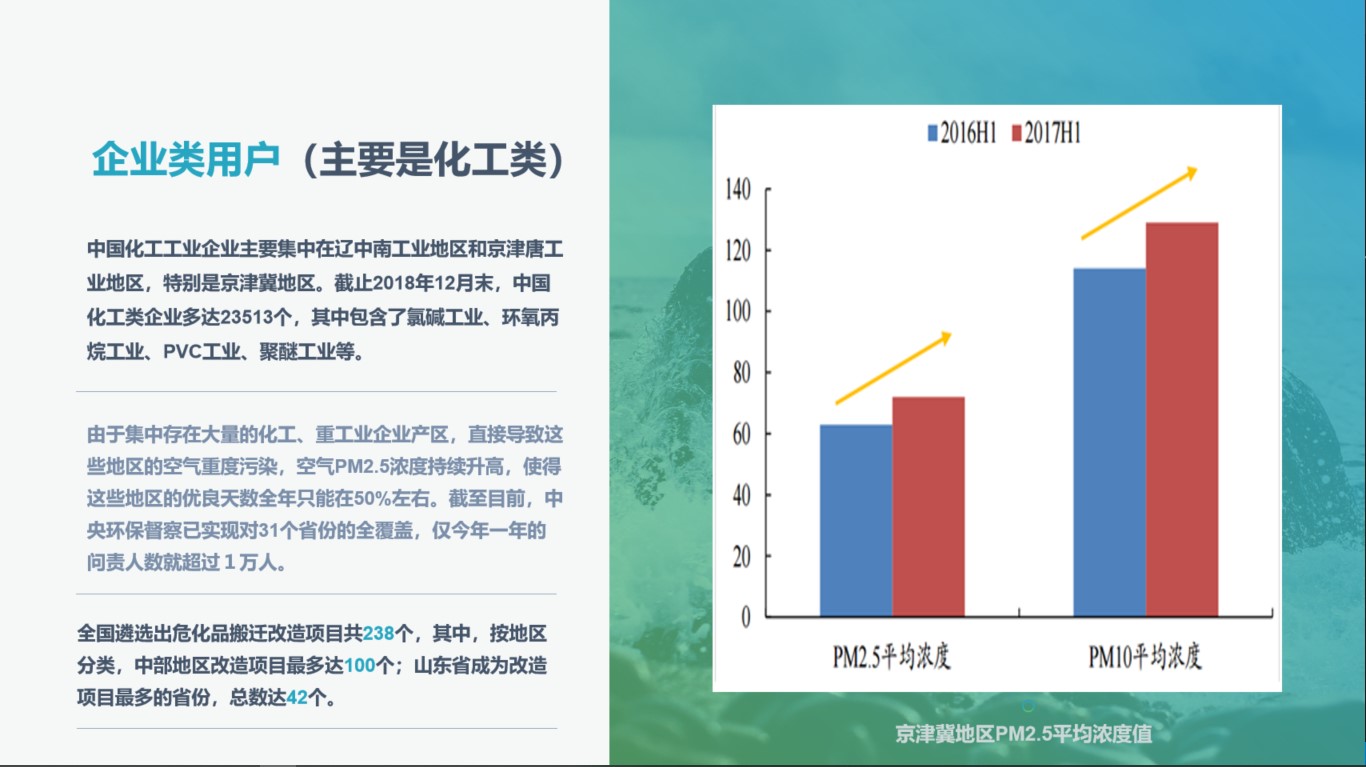 企业类用户（主要是化工类）
中国化工工业企业主要集中在辽中南工业地区和京津唐工
业地区，特别是京津冀地区。截止2018年12月末，中国
化工类企业多达23513个，其中包含了氯碱工业、环氧丙
烷工业、PVC工业、聚醚工业等。
由于集中存在大量的化工、重工业企业产区，直接导致这
些地区的空气重度污染，空气PM2.5浓度持续升高，使得
这些地区的优良天数全年只能在50%左右。截至目前，中
央环保督察已实现对31个省份的全覆盖，仅今年一年的
问责人数就超过１万人。
全国遴选出危化品搬迁改造项目共238个，其中，按地区
分类，中部地区改造项目最多达100个；山东省成为改造
项目最多的省份，总数达42个。
2016H1 2017H1
140
120
100
80
60
40
20
0
PM2.5平均浓度 PM10平均浓度
京津冀地区PM2.5平均浓度值